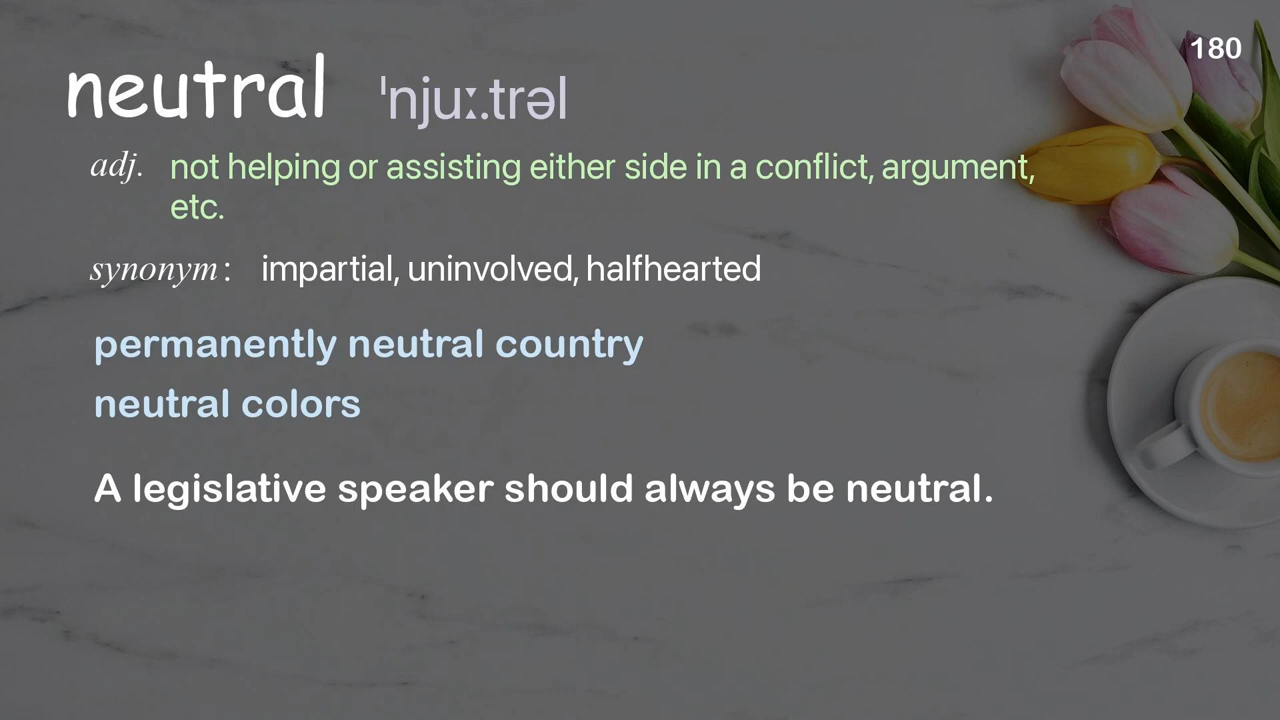 180
neutral ˈnjuː.trəl
adj. not helping or assisting either side in a conflict, argument,
etc.
synonym: impartial, uninvolved, halfhearted
permanently neutral country
neutral colors
A legislative speaker should always be neutral.